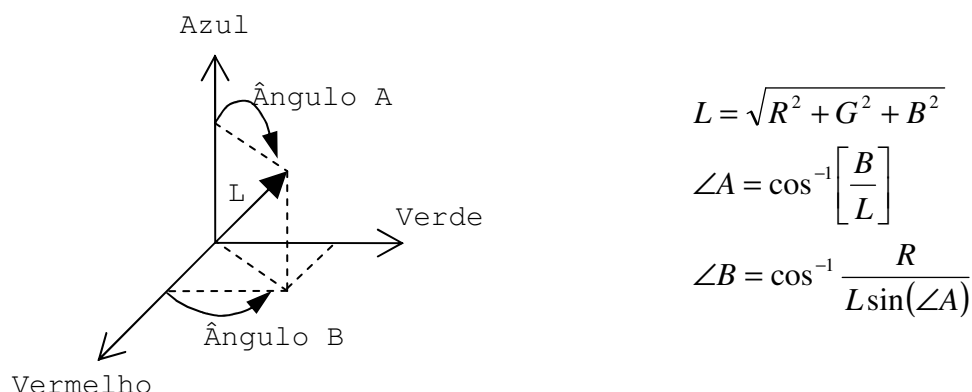 Azul
Ângulo A
L
Verde
Ângulo B
Vermelho
L = √(R² + G² + B²)
∠A = cos⁻¹[B/L]
∠B = cos⁻¹ R/(L sin(∠A))